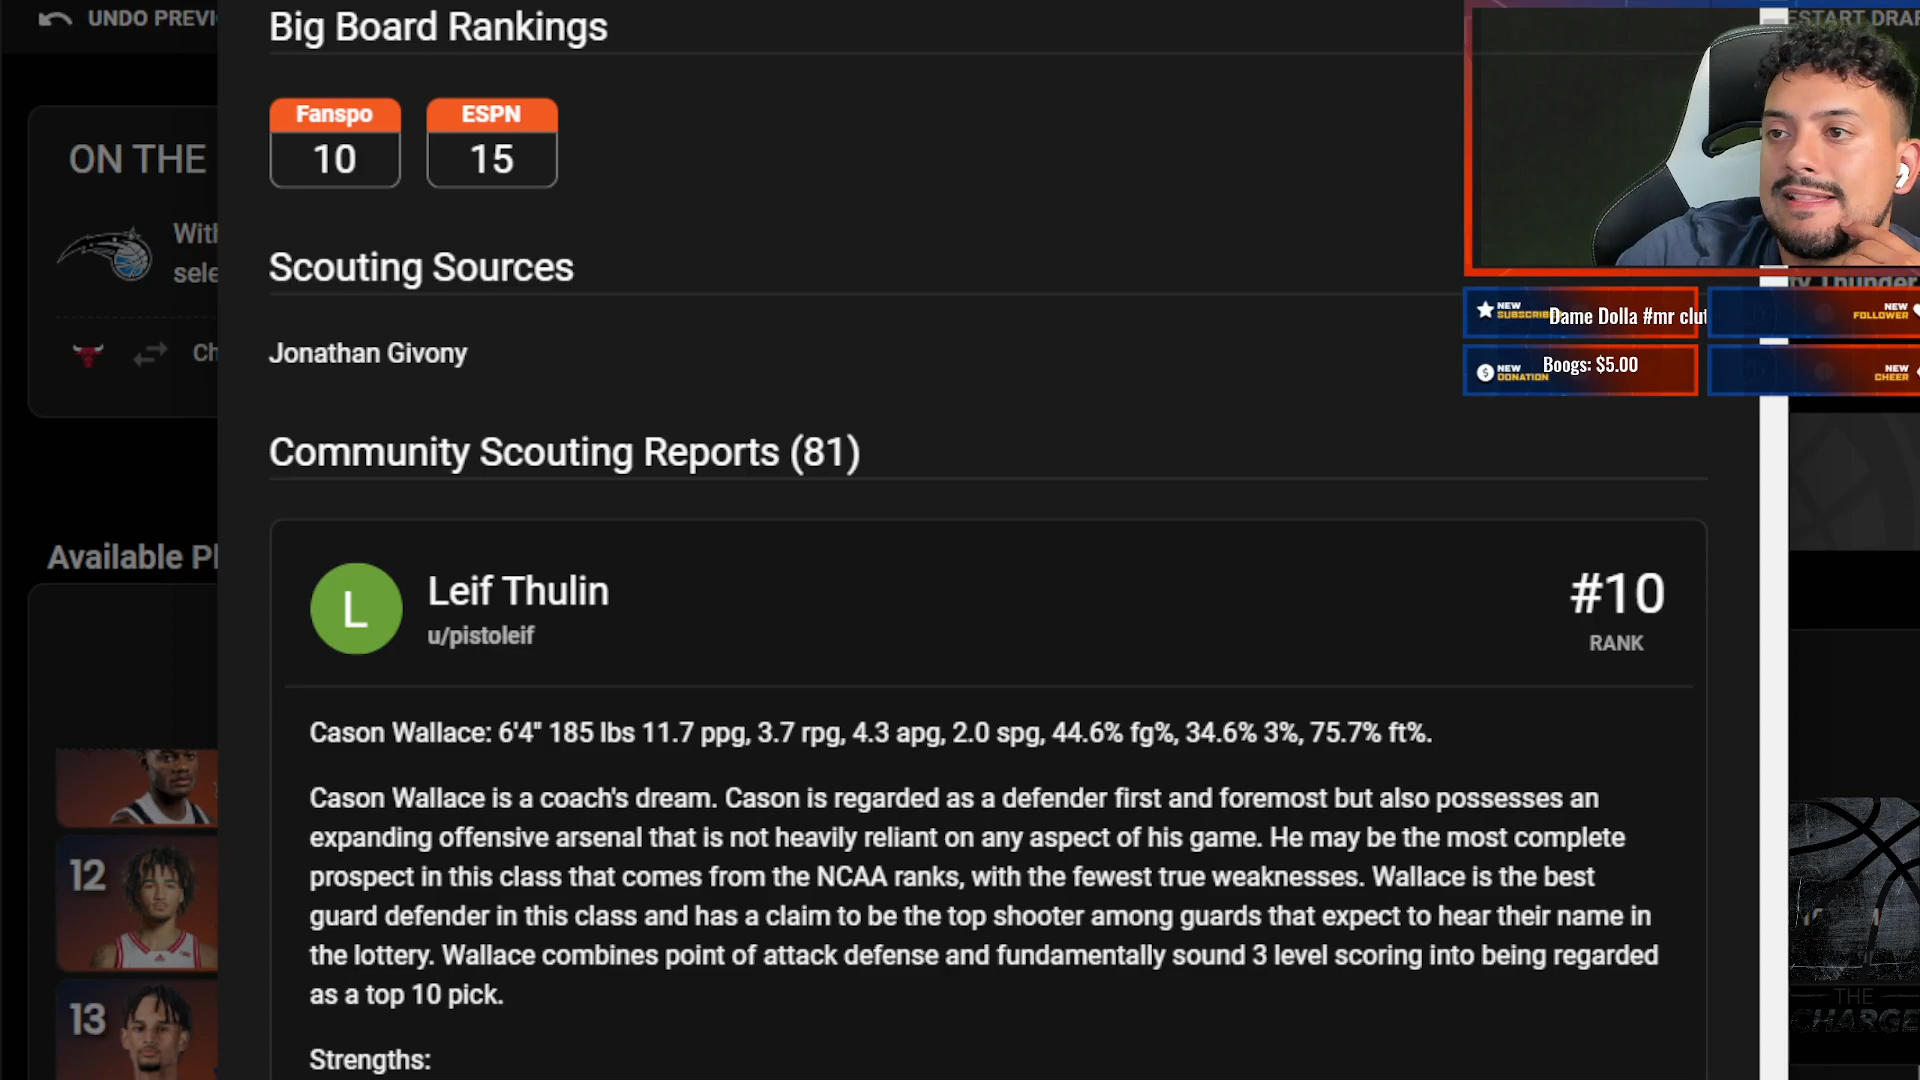 UNDO PREVI
Big Board Rankings
ESTART DRAF
Fanspo
10
ESPN
15
ON THE
With
sele
Scouting Sources
Jonathan Givony
Ch
NEW
SUBSCRIB
Dame Dolla #mr clut
NEW
FOLLOWER
NEW
DONATION
Boogs: $5.00
NEW
CHEER
Community Scouting Reports (81)
Available Pl
L
Leif Thulin
u/pistoleif
#10
RANK
Cason Wallace: 6'4" 185 lbs 11.7 ppg, 3.7 rpg, 4.3 apg, 2.0 spg, 44.6% fg%, 34.6% 3%, 75.7% ft%.
Cason Wallace is a coach's dream. Cason is regarded as a defender first and foremost but also possesses an
expanding offensive arsenal that is not heavily reliant on any aspect of his game. He may be the most complete
prospect in this class that comes from the NCAA ranks, with the fewest true weaknesses. Wallace is the best
guard defender in this class and has a claim to be the top shooter among guards that expect to hear their name in
the lottery. Wallace combines point of attack defense and fundamentally sound 3 level scoring into being regarded
as a top 10 pick.
12
13
Strengths:
THE
CHARGE